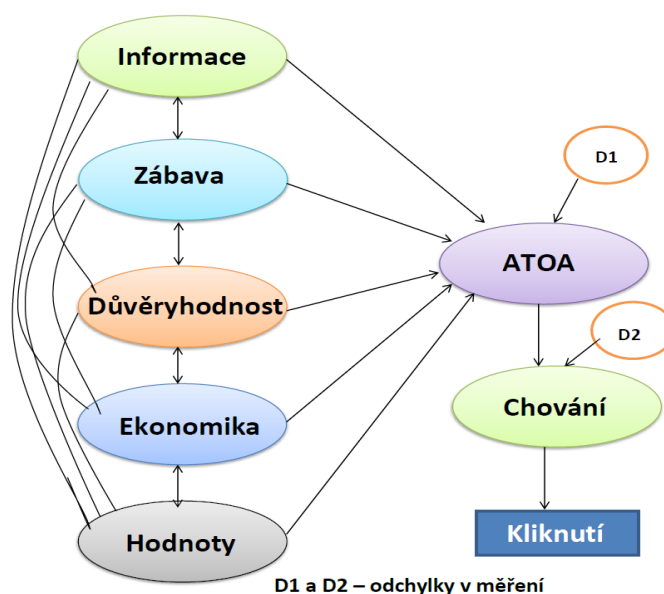 Informace
Zábava
D1
ATOA
Důvěryhodnost
D2
Chování
Ekonomika
Kliknutí
Hodnoty
D1 a D2 – odchylky v měření